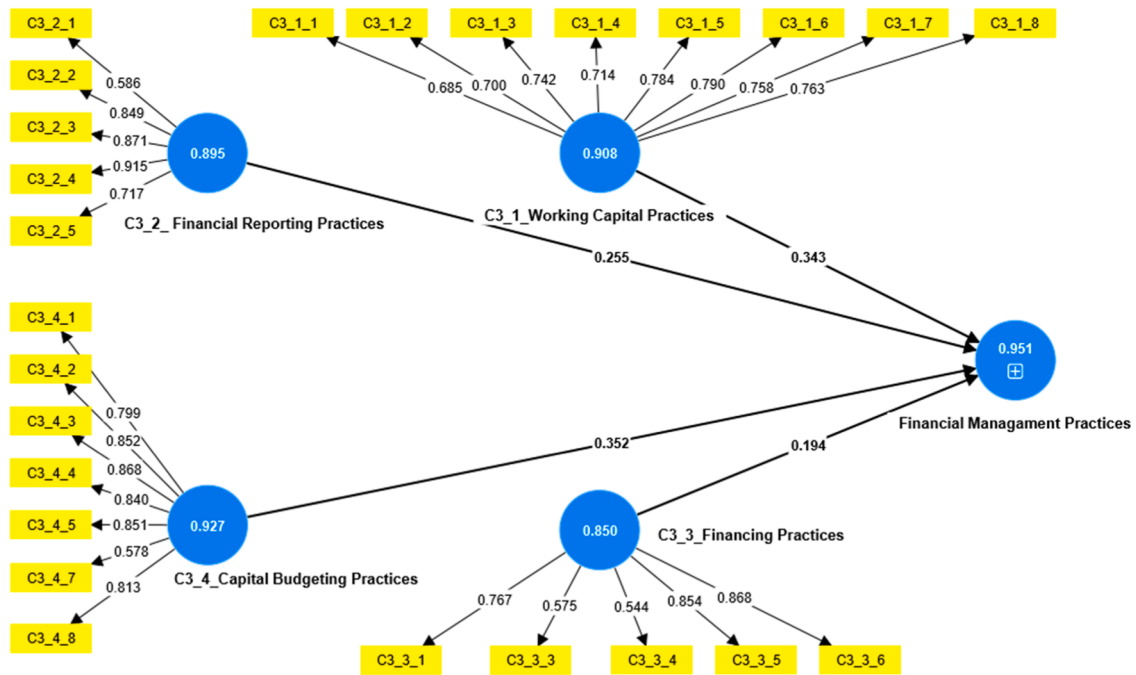 C3_2_1
C3_2_2
C3_2_3
C3_2_4
C3_2_5
0.586
0.849
0.871
0.915
0.717
0.895
C3_2_ Financial Reporting Practices
C3_1_1
C3_1_2
C3_1_3
C3_1_4
C3_1_5
C3_1_6
C3_1_7
C3_1_8
0.685
0.700
0.742
0.714
0.784
0.790
0.758
0.763
0.908
C3_1_Working Capital Practices
0.255
0.343
0.951
Financial Managament Practices
0.352
0.194
C3_4_1
C3_4_2
C3_4_3
C3_4_4
C3_4_5
C3_4_7
C3_4_8
0.799
0.852
0.868
0.840
0.851
0.578
0.813
0.927
C3_4_Capital Budgeting Practices
0.850
C3_3_Financing Practices
0.767
0.575
0.544
0.854
0.868
C3_3_1
C3_3_3
C3_3_4
C3_3_5
C3_3_6